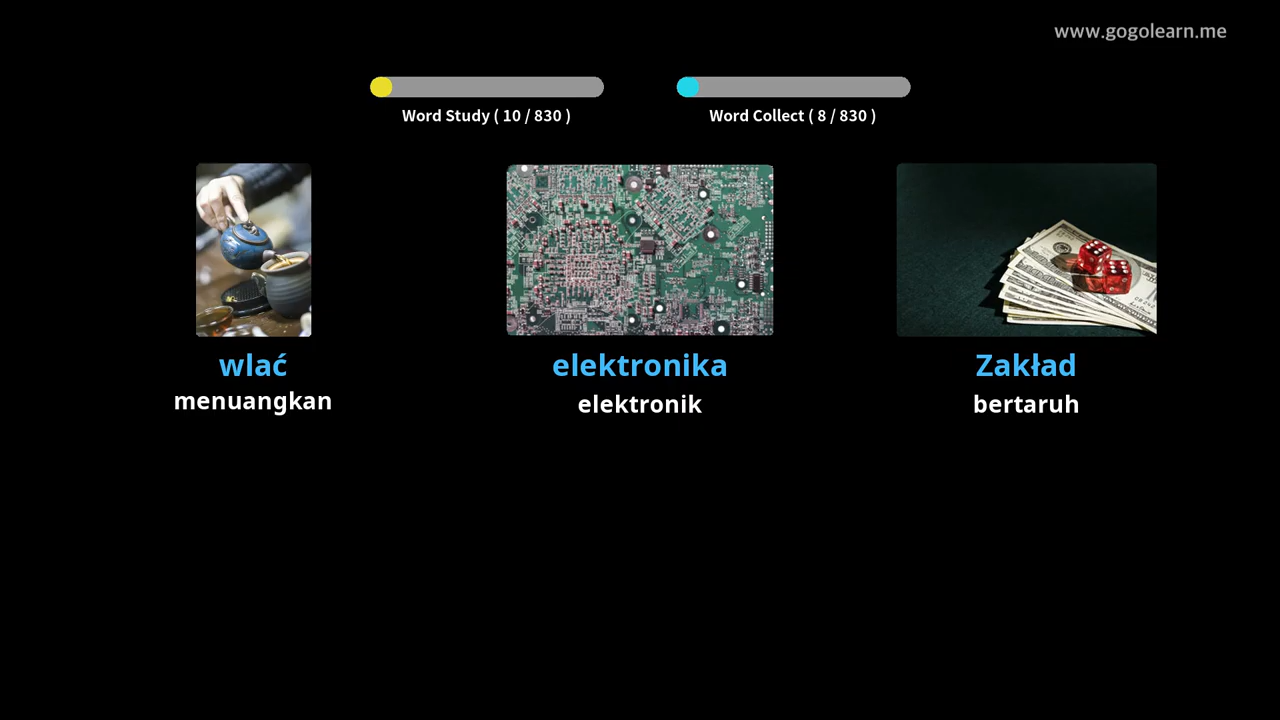 www.gogolearn.me
Word Study ( 10 / 830 )
Word Collect ( 8 / 830 )
wlać
elektronika
Zakład
menuangkan
elektronik
bertaruh